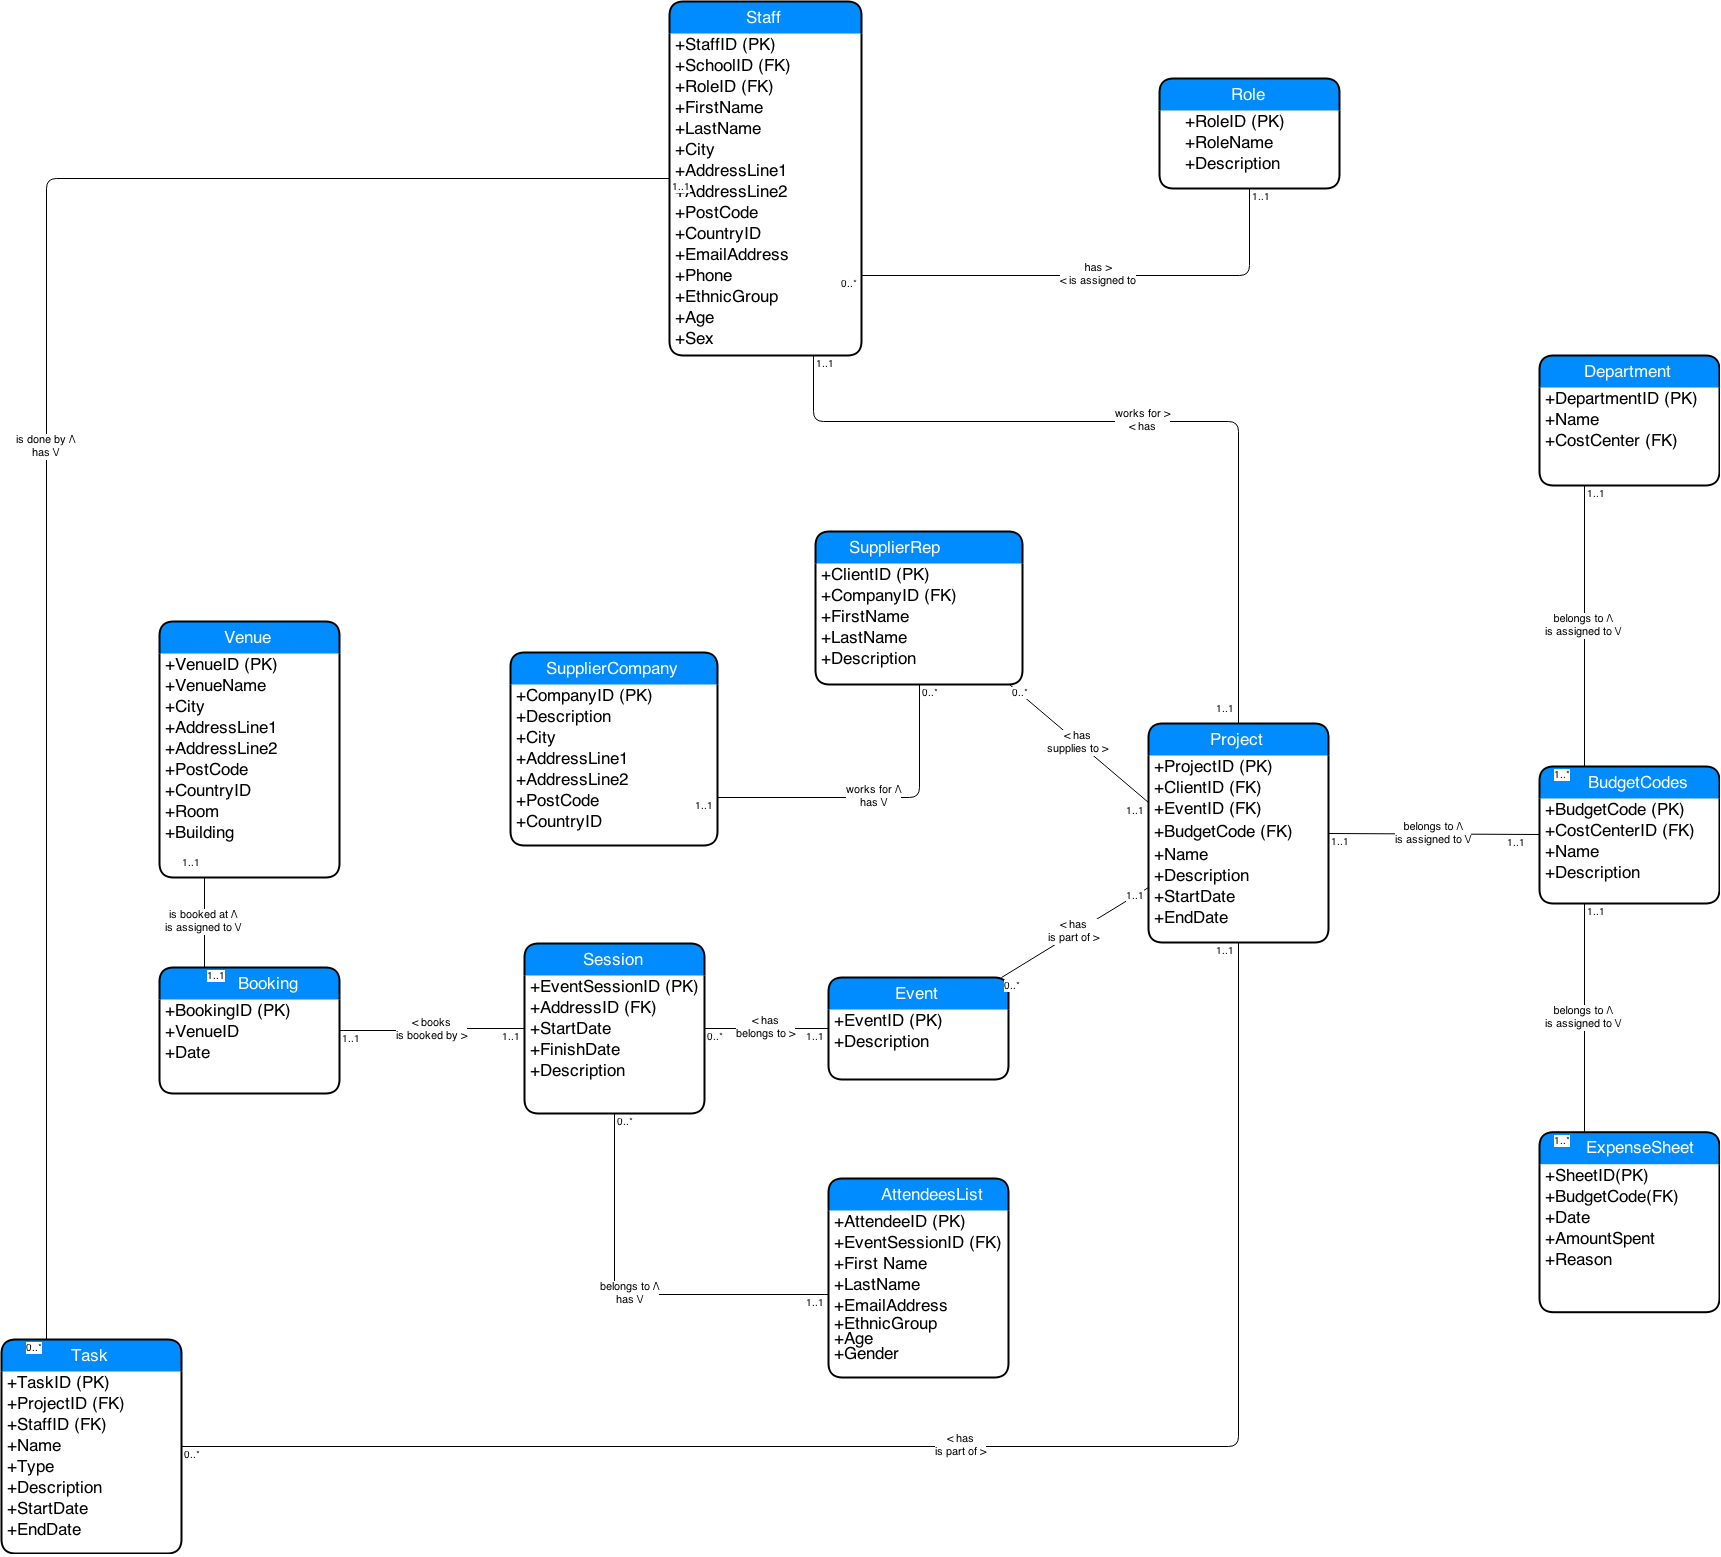 Staff
+StaffID (PK)
+SchoolID (FK)
+RoleID (FK)
+FirstName
+LastName
+City
+AddressLine1
+AddressLine2
+PostCode
+CountryID
+EmailAddress
+Phone
+EthnicGroup
+Age
+Sex
1..1
0..*
1..1
Role
+RoleID (PK)
+RoleName
+Description
1..1
has >
< is assigned to
works for >
< has
is done by /\
has \/
Department
+DepartmentID (PK)
+Name
+CostCenter (FK)
1..1
belongs to /\
is assigned to \/
SupplierRep
+ClientID (PK)
+CompanyID (FK)
+FirstName
+LastName
+Description
0..*
0..*
< has
supplies to >
Venue
+VenueID (PK)
+VenueName
+City
+AddressLine1
+AddressLine2
+PostCode
+CountryID
+Room
+Building
1..1
SupplierCompany
+CompanyID (PK)
+Description
+City
+AddressLine1
+AddressLine2
+PostCode
+CountryID
1..1
works for /\
has \/
1..1
Project
+ProjectID (PK)
+ClientID (FK)
+EventID (FK)
+BudgetCode (FK)
+Name
+Description
+StartDate
+EndDate
1..1
1..1
1..1
1..1
belongs to /\
is assigned to \/
1..1
1..*
BudgetCodes
+BudgetCode (PK)
+CostCenterID (FK)
+Name
+Description
1..1
is booked at /\
is assigned to \/
1..1
Booking
+BookingID (PK)
+VenueID
+Date
1..1
< books
is booked by >
1..1
Session
+EventSessionID (PK)
+AddressID (FK)
+StartDate
+FinishDate
+Description
0..*
0..*
< has
belongs to >
1..1
< has
is part of >
0..*
Event
+EventID (PK)
+Description
belongs to /\
is assigned to \/
1..*
ExpenseSheet
+SheetID(PK)
+BudgetCode(FK)
+Date
+AmountSpent
+Reason
belongs to /\
has \/
1..1
AttendeesList
+AttendeeID (PK)
+EventSessionID (FK)
+First Name
+LastName
+EmailAddress
+EthnicGroup
+Age
+Gender
0..*
Task
+TaskID (PK)
+ProjectID (FK)
+StaffID (FK)
+Name
+Type
+Description
+StartDate
+EndDate
0..*
< has
is part of >